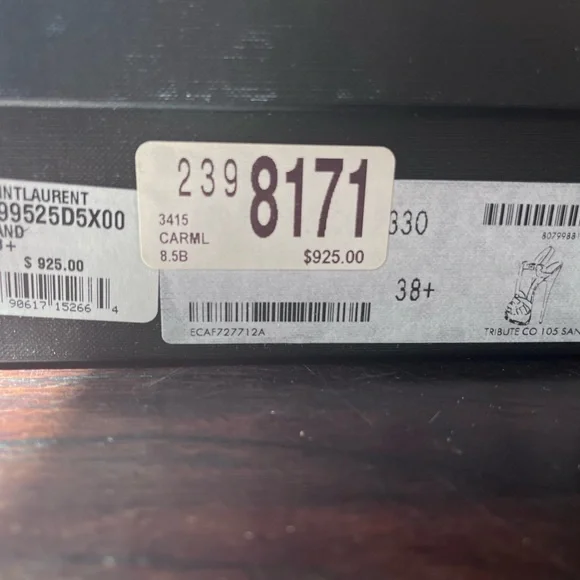 INTLAURENT
99525D5X00
AND
8+
$ 925.00
90617 15266 4
239 8171
3415
CARML
8.5B
$925.00
330
38+
ECAF727712A
8079988
TRIBUTE CO 105 SAN